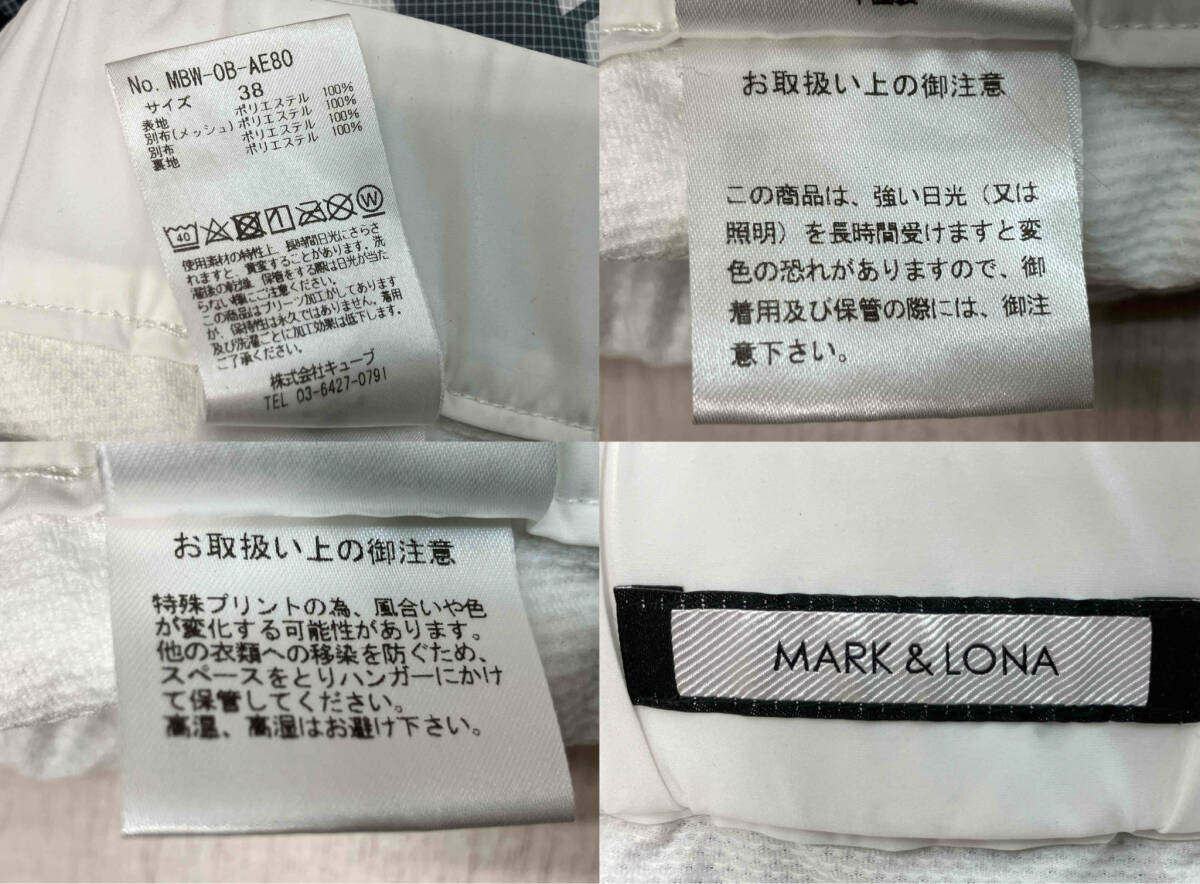 No. MBW-OB-AE80
サイズ 38
表地 ポリエステル 100%
別布(メッシュ) ポリエステル 100%
別布 ポリエステル 100%
裏地 ポリエステル 100%
40
W
使用素材の特性上、長時間日光にさらさ
れますと、黄変することがあります。洗
濯後の乾燥、保管をする際は日光が当た
らない様にご注意ください。
この商品はプリーツ加工がしてあります
が、保持性は永久ではありません。着用
及び洗濯ごとに加工効果は低下します。
ご了承ください。
株式会社キューブ
TEL 03-6427-0791
お取扱い上の御注意
この商品は、強い日光（又は
照明）を長時間受けますと変
色の恐れがありますので、御
着用及び保管の際には、御注
意下さい。
お取扱い上の御注意
特殊プリントの為、風合いや色
が変化する可能性があります。
他の衣類への移染を防ぐため、
スペースをとりハンガーにかけ
て保管してください。
高温、高湿はお避け下さい。
MARK & LONA